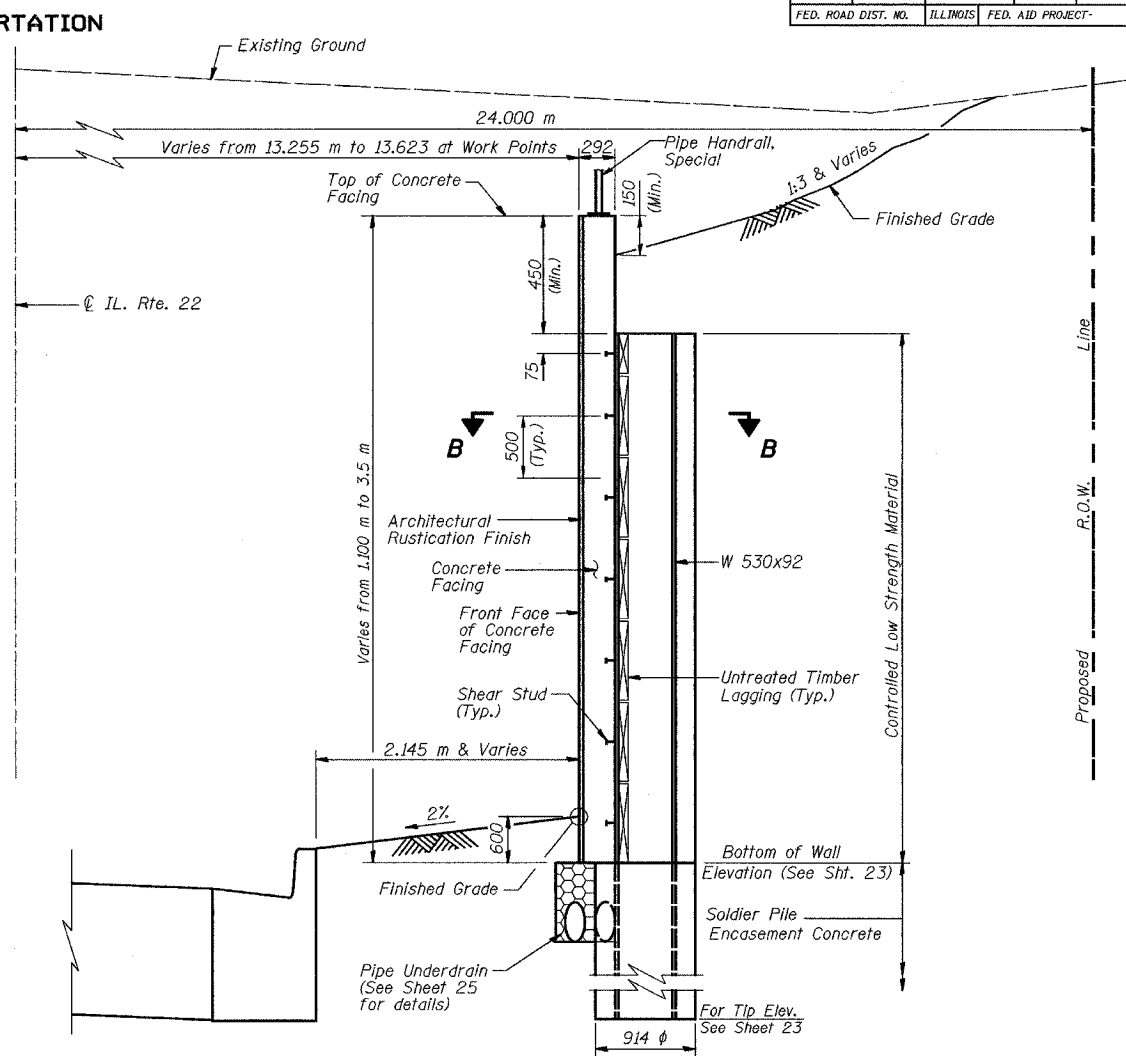 RTATION
FED. ROAD DIST. NO. ILLINOIS FED. AID PROJECT-
Existing Ground
24.000 m
Varies from 13.255 m to 13.623 at Work Points
292
Pipe Handrail,
Special
Top of Concrete
Facing
150
(Min.)
1:3 & Varies
Finished Grade
450
(Min.)
℄ IL. Rte. 22
75
B
B
500
(Typ.)
Varies from 1.100 m to 3.5 m
Architectural
Rustication Finish
Concrete
Facing
W 530x92
Front Face
of Concrete
Facing
Controlled Low Strength Material
Proposed R.O.W. Line
Untreated Timber
Lagging (Typ.)
Shear Stud
(Typ.)
2.145 m & Varies
2%
600
Finished Grade
Bottom of Wall
Elevation (See Sht. 23)
Soldier Pile
Encasement Concrete
Pipe Underdrain
(See Sheet 25
for details)
For Tip Elev.
See Sheet 23
914 ϕ